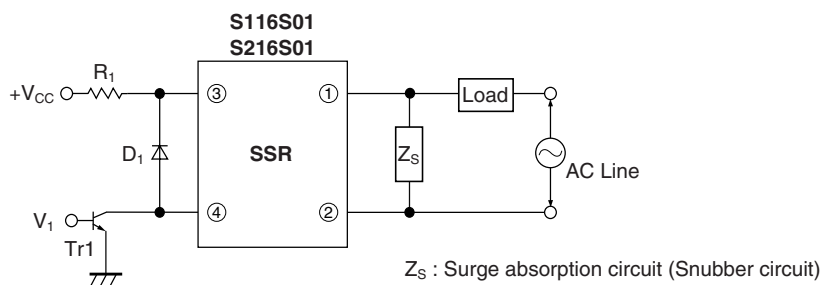 S116S01
S216S01
R1
+VCC
③
①
Load
D1
SSR
ZS
AC Line
V1
④
②
Tr1
ZS : Surge absorption circuit (Snubber circuit)